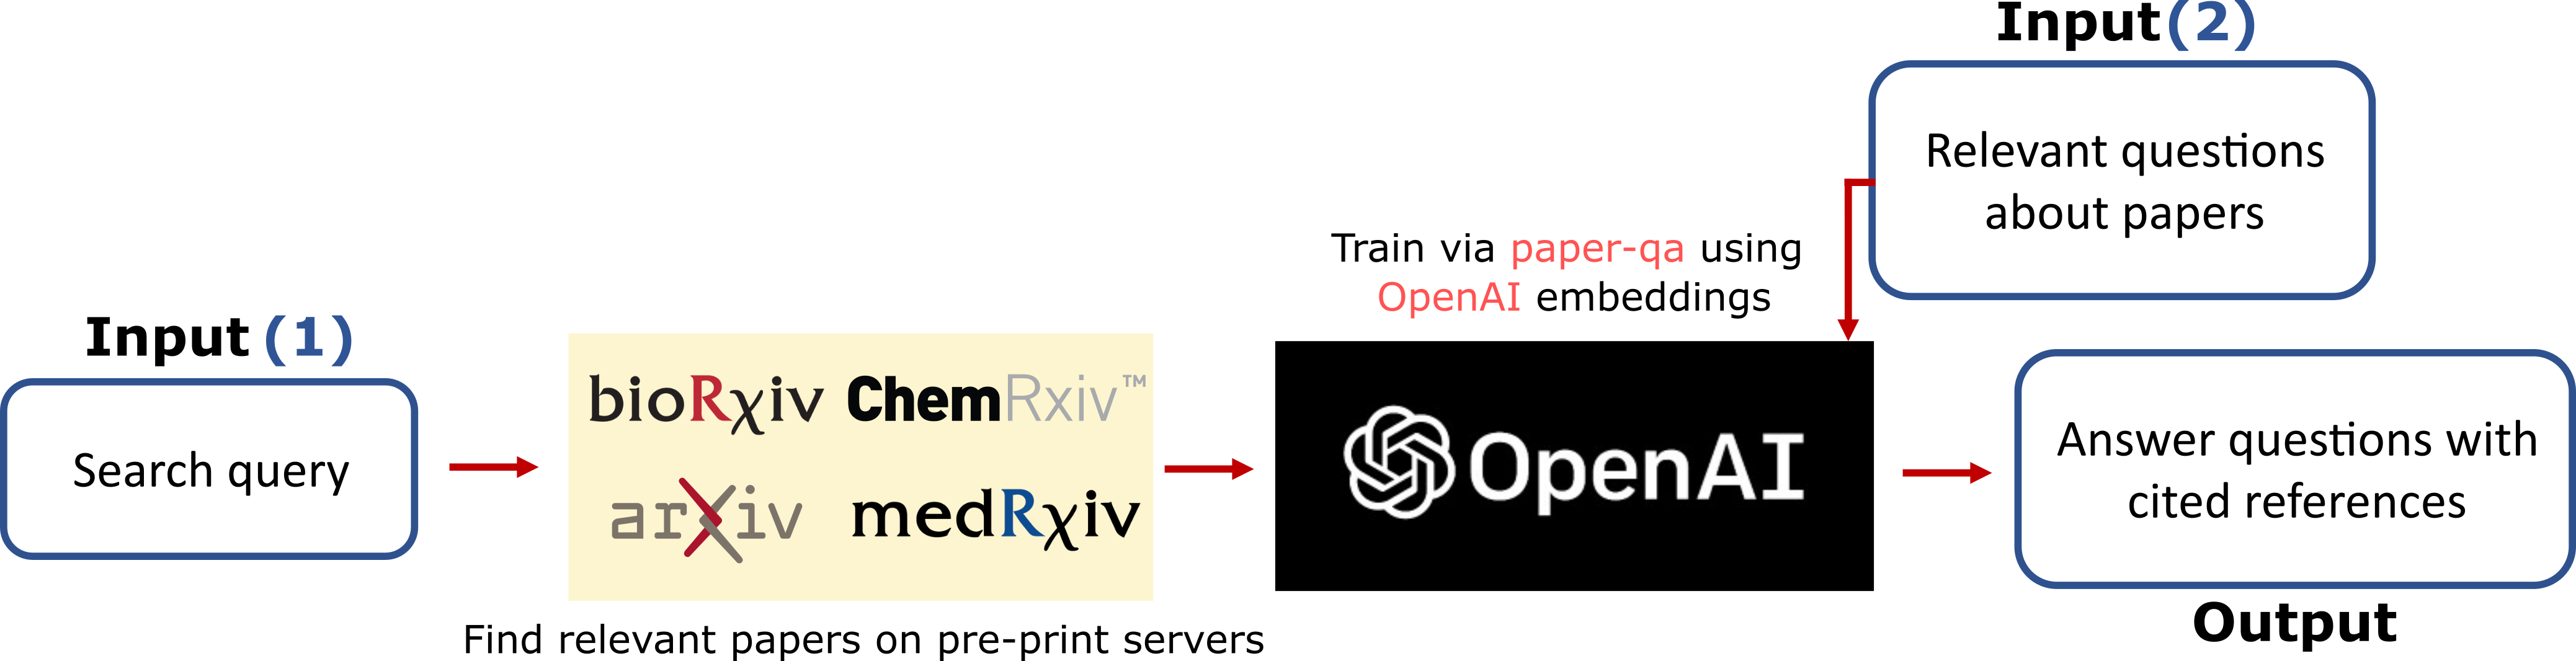 Input (1)
Search query
bioRχiv
ChemRxiv™
arXiv
medRχiv
Find relevant papers on pre-print servers
Train via paper-qa using
OpenAI embeddings
OpenAI
Input (2)
Relevant questions
about papers
Answer questions with
cited references
Output